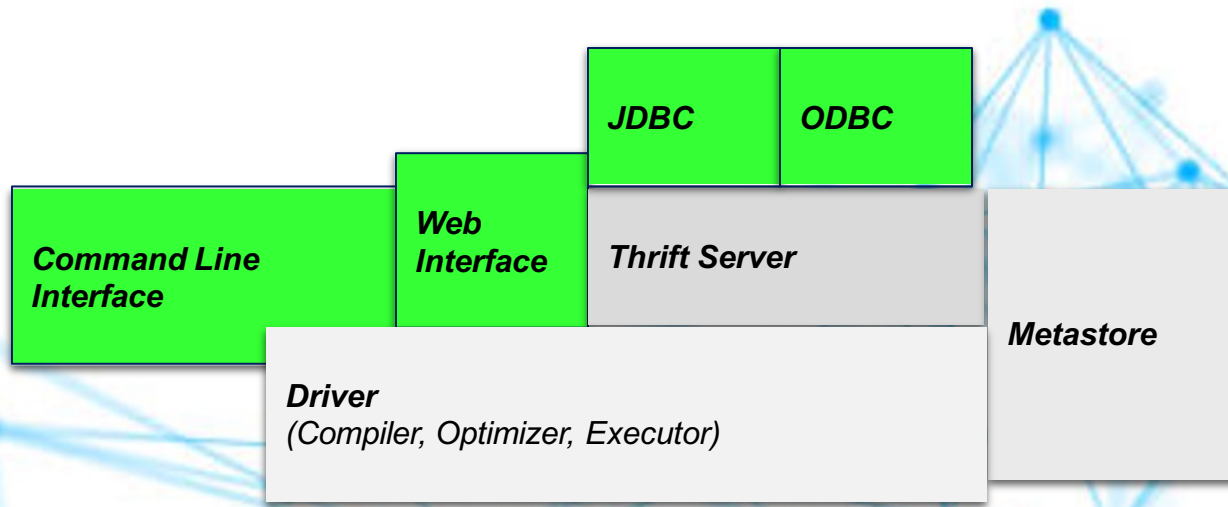 JDBC
ODBC
Command Line
Interface
Web
Interface
Thrift Server
Metastore
Driver
(Compiler, Optimizer, Executor)